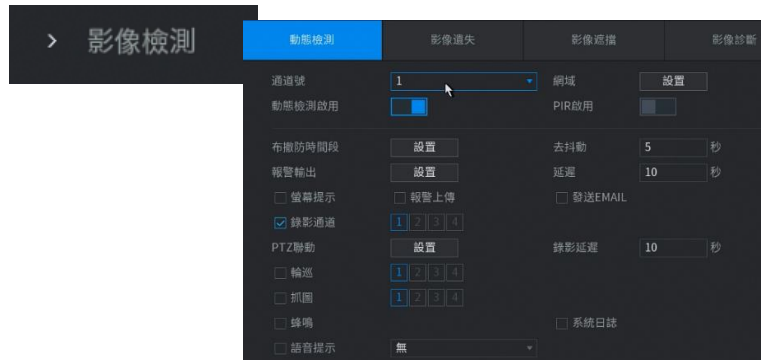 影像檢測
動態檢測 影像遺失 影像遮擋 影像診斷
通道號 1 網域 設置
動態檢測啟用 PIR啟用
布撤防時間段 設置 去抖動 5 秒
報警輸出 設置 延遲 10 秒
螢幕提示 報警上傳 發送EMAIL
錄影通道 1 2 3 4
PTZ聯動 設置 錄影延遲 10 秒
輪巡 1 2 3 4
抓圖 1 2 3 4
蜂鳴 系統日誌
語音提示 無